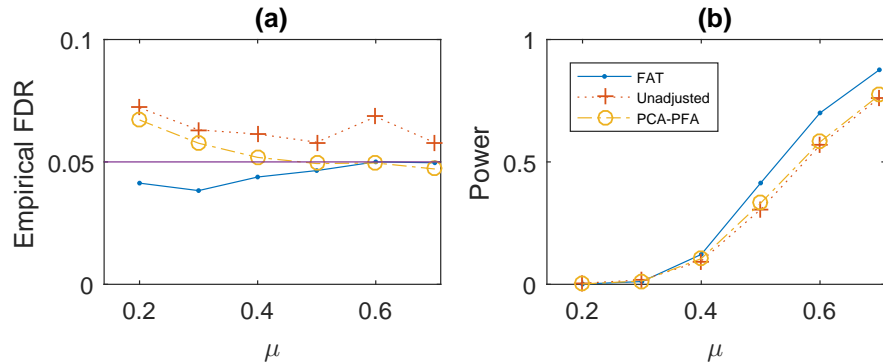 (a)
Empirical FDR
0.1
0.05
0
0.2
0.4
0.6
μ
(b)
Power
1
0.5
0
0.2
0.4
0.6
μ
FAT
Unadjusted
PCA-PFA